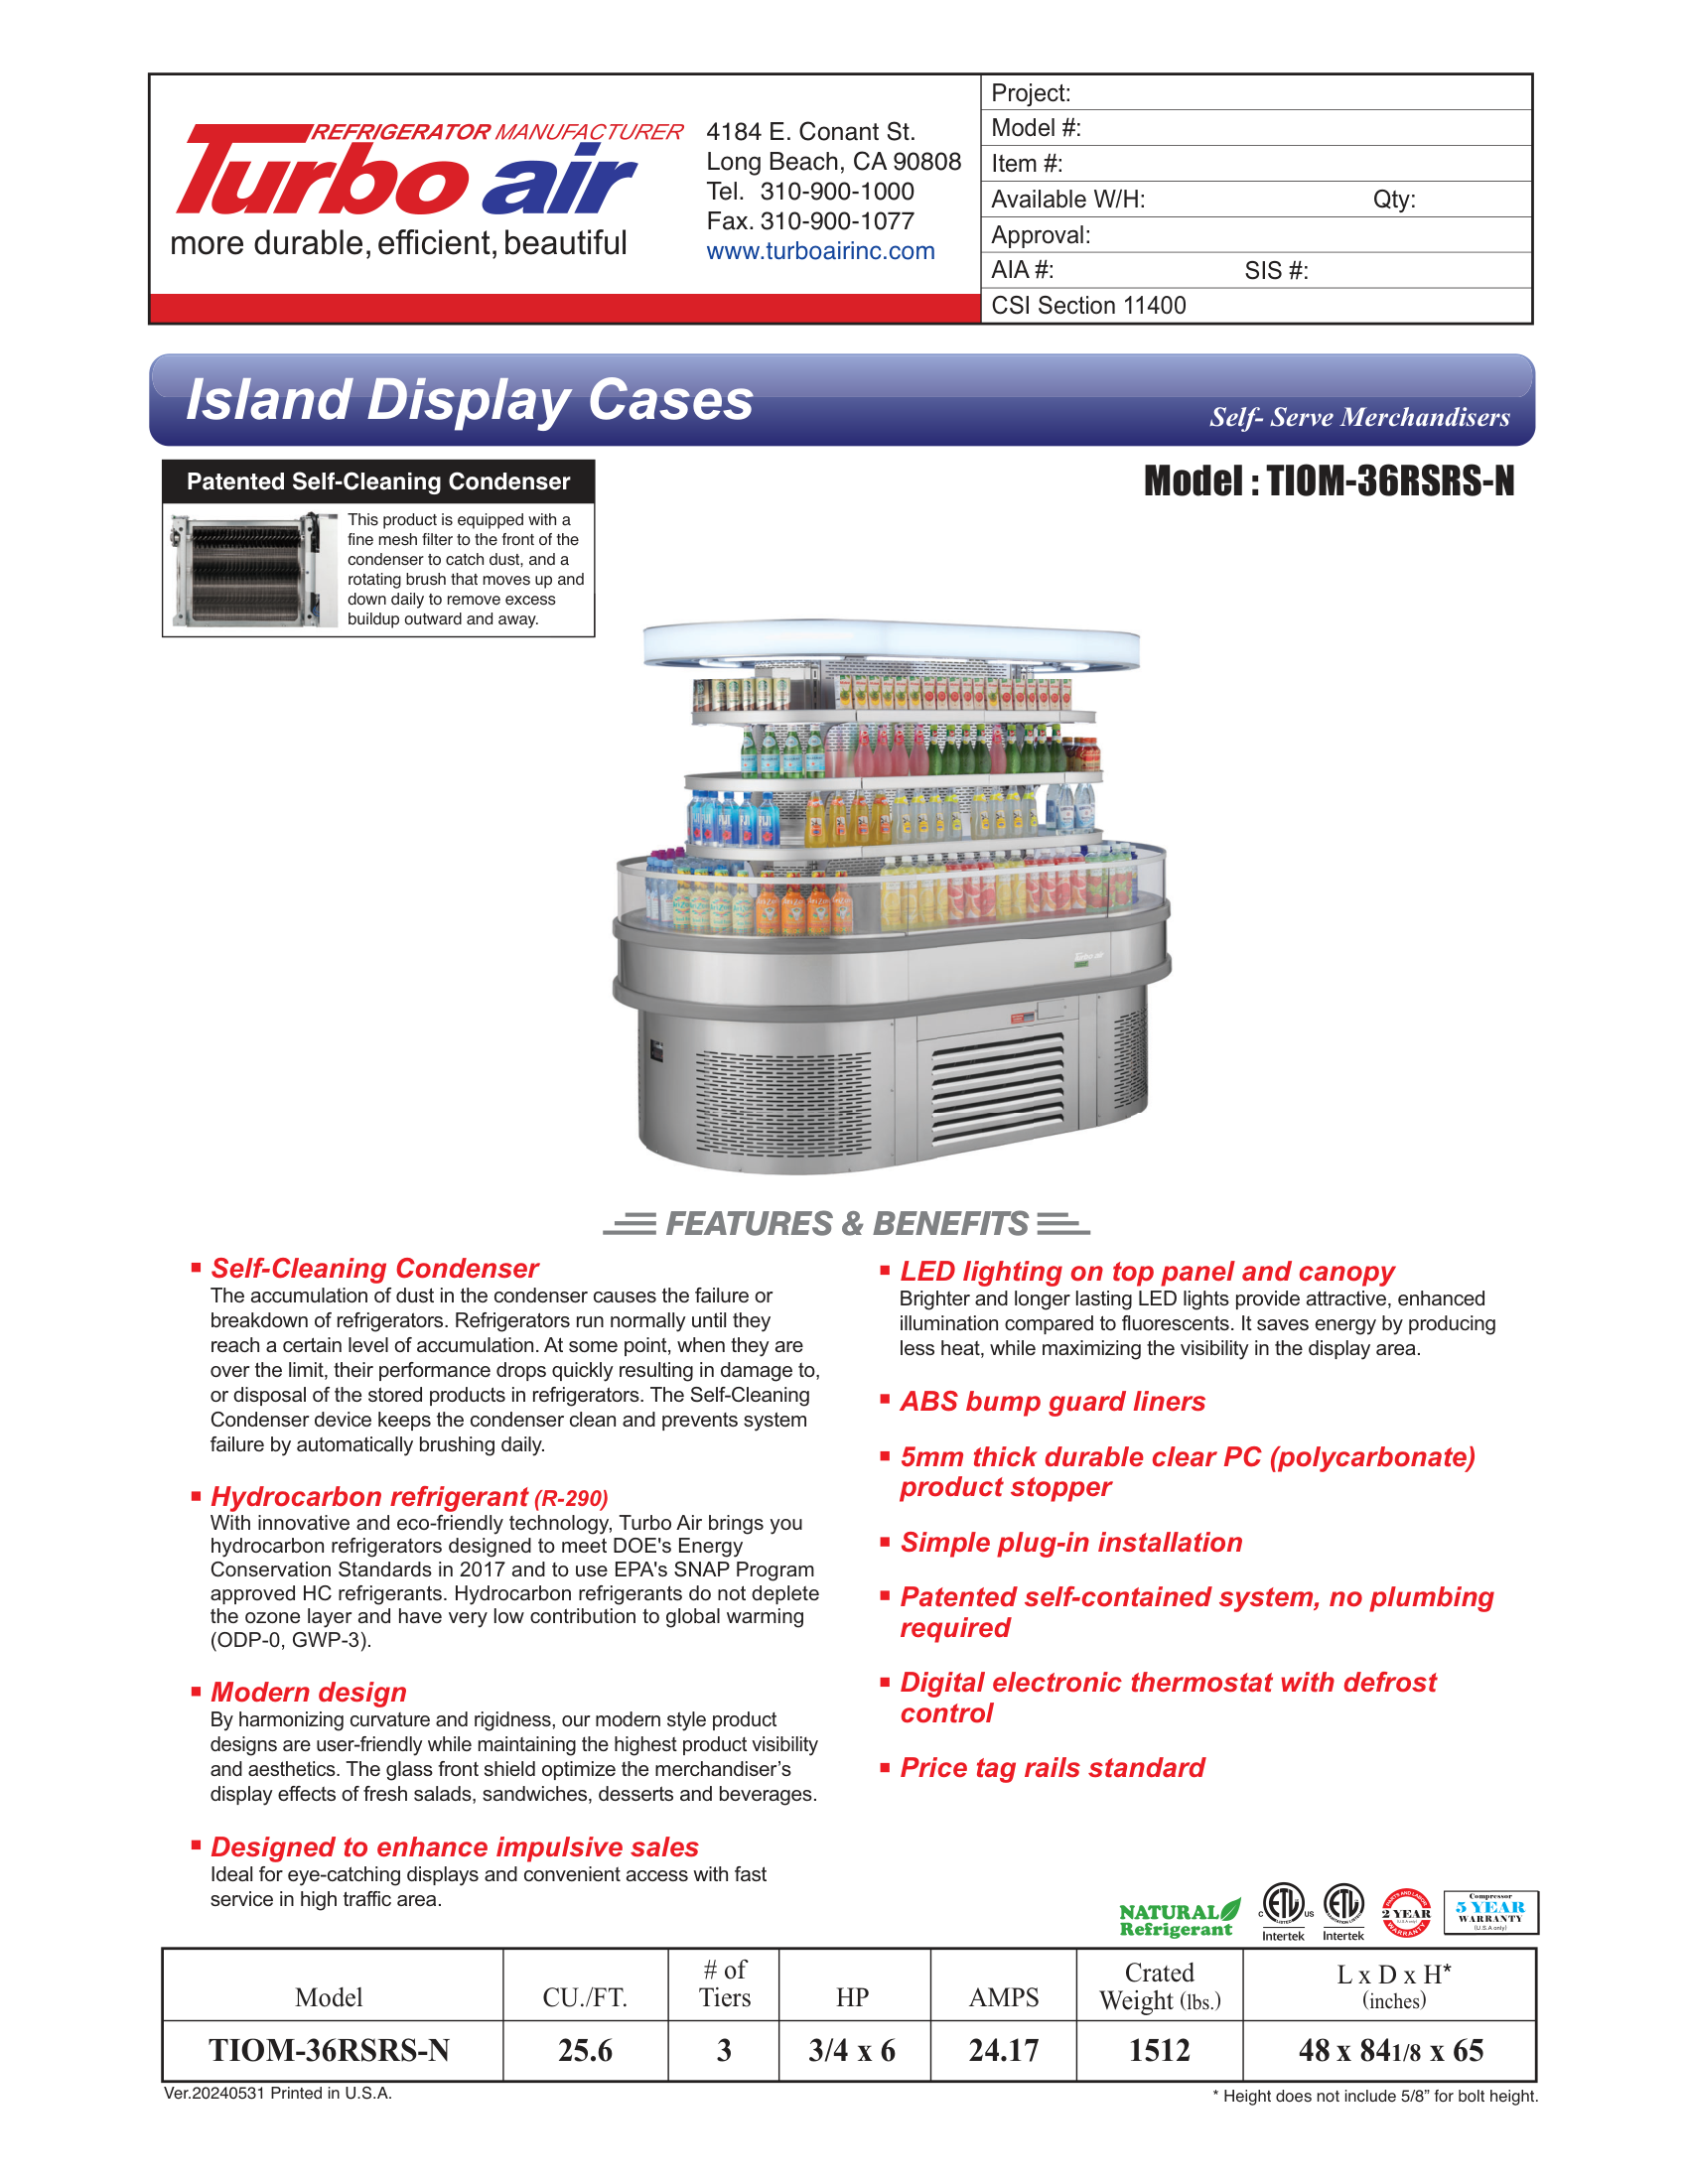 REFRIGERATOR MANUFACTURER
Turbo air
more durable, efficient, beautiful
4184 E. Conant St.
Long Beach, CA 90808
Tel. 310-900-1000
Fax. 310-900-1077
www.turboairinc.com
Project:
Model #:
Item #:
Available W/H: Qty:
Approval:
AIA #: SIS #:
CSI Section 11400
Island Display Cases
Self- Serve Merchandisers
Patented Self-Cleaning Condenser
This product is equipped with a
fine mesh filter to the front of the
condenser to catch dust, and a
rotating brush that moves up and
down daily to remove excess
buildup outward and away.
Model : TIOM-36RSRS-N
FIJI
Turbo air
FEATURES & BENEFITS
Self-Cleaning Condenser
The accumulation of dust in the condenser causes the failure or
breakdown of refrigerators. Refrigerators run normally until they
reach a certain level of accumulation. At some point, when they are
over the limit, their performance drops quickly resulting in damage to,
or disposal of the stored products in refrigerators. The Self-Cleaning
Condenser device keeps the condenser clean and prevents system
failure by automatically brushing daily.
Hydrocarbon refrigerant (R-290)
With innovative and eco-friendly technology, Turbo Air brings you
hydrocarbon refrigerators designed to meet DOE's Energy
Conservation Standards in 2017 and to use EPA's SNAP Program
approved HC refrigerants. Hydrocarbon refrigerants do not deplete
the ozone layer and have very low contribution to global warming
(ODP-0, GWP-3).
Modern design
By harmonizing curvature and rigidness, our modern style product
designs are user-friendly while maintaining the highest product visibility
and aesthetics. The glass front shield optimize the merchandiser's
display effects of fresh salads, sandwiches, desserts and beverages.
Designed to enhance impulsive sales
Ideal for eye-catching displays and convenient access with fast
service in high traffic area.
LED lighting on top panel and canopy
Brighter and longer lasting LED lights provide attractive, enhanced
illumination compared to fluorescents. It saves energy by producing
less heat, while maximizing the visibility in the display area.
ABS bump guard liners
5mm thick durable clear PC (polycarbonate)
product stopper
Simple plug-in installation
Patented self-contained system, no plumbing
required
Digital electronic thermostat with defrost
control
Price tag rails standard
NATURAL
Refrigerant
C ETL US
LISTED
Intertek
ETL
Intertek
PARTS AND LABOR
2 YEAR
(U.S.A only)
WARRANTY
Compressor
5 YEAR
WARRANTY
(U.S.A only)
Model CU./FT. # of Tiers HP AMPS Crated Weight (lbs.) L x D x H* (inches)
TIOM-36RSRS-N 25.6 3 3/4 x 6 24.17 1512 48 x 84 1/8 x 65
Ver.20240531 Printed in U.S.A.
* Height does not include 5/8” for bolt height.